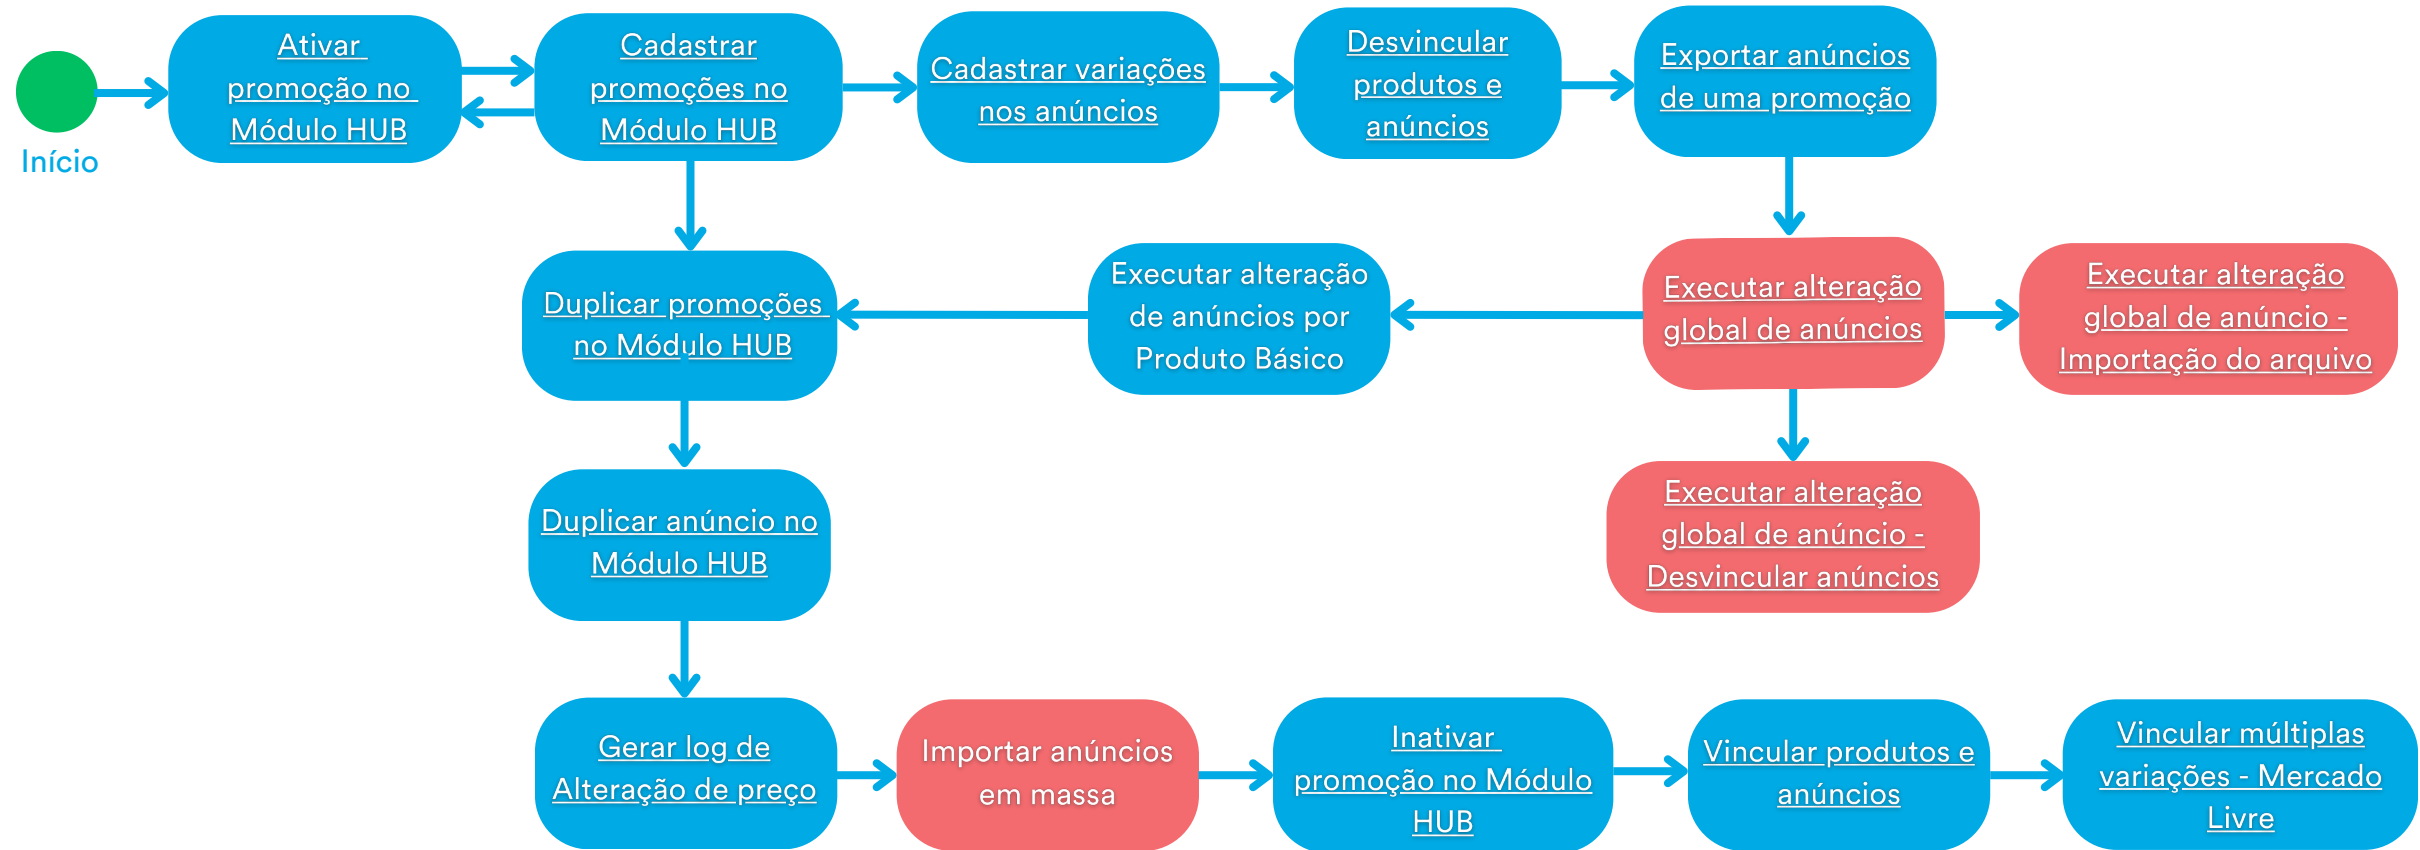 Início
Ativar
promoção no
Módulo HUB
Cadastrar
promoções no
Módulo HUB
Cadastrar variações
nos anúncios
Desvincular
produtos e
anúncios
Exportar anúncios
de uma promoção
Duplicar promoções
no Módulo HUB
Executar alteração
de anúncios por
Produto Básico
Executar alteração
global de anúncios
Executar alteração
global de anúncio -
Importação do arquivo
Duplicar anúncio no
Módulo HUB
Executar alteração
global de anúncio -
Desvincular anúncios
Gerar log de
Alteração de preço
Importar anúncios
em massa
Inativar
promoção no Módulo
HUB
Vincular produtos e
anúncios
Vincular múltiplas
variações - Mercado
Livre